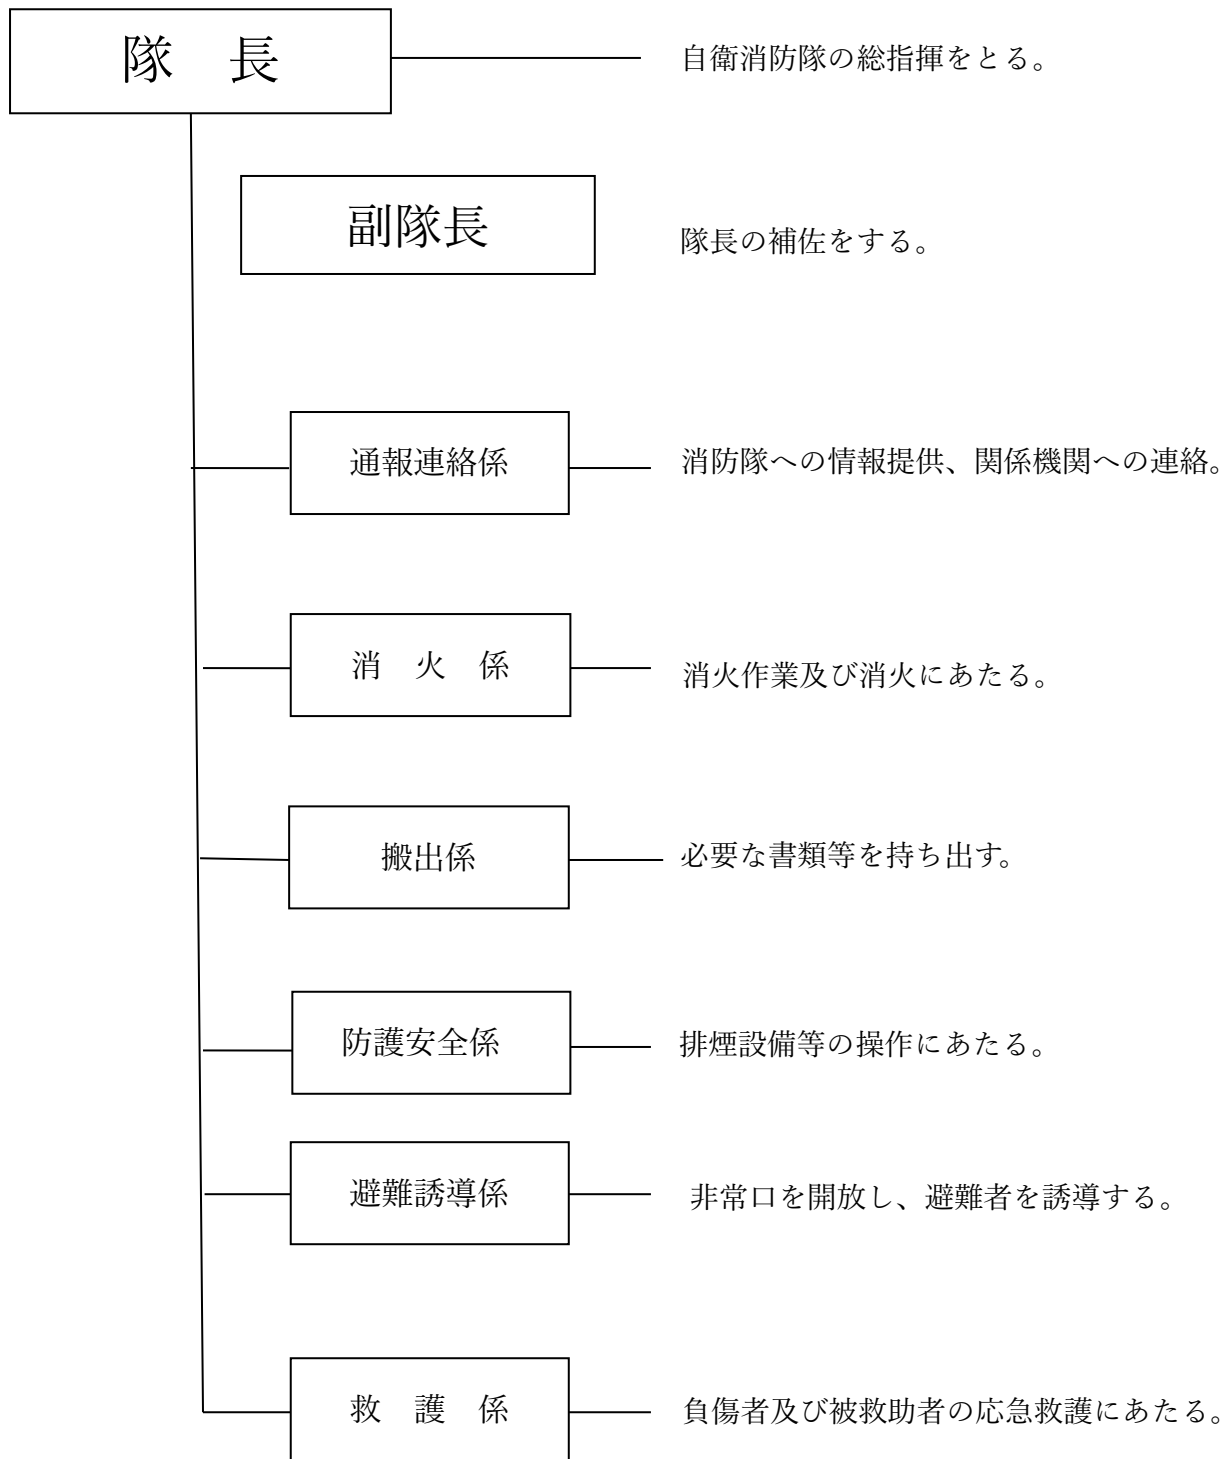 隊　長
自衛消防隊の総指揮をとる。
副隊長
隊長の補佐をする。
通報連絡係
消防隊への情報提供、関係機関への連絡。
消　火　係
消火作業及び消火にあたる。
搬出係
必要な書類等を持ち出す。
防護安全係
排煙設備等の操作にあたる。
避難誘導係
非常口を開放し、避難者を誘導する。
救　護　係
負傷者及び被救助者の応急救護にあたる。